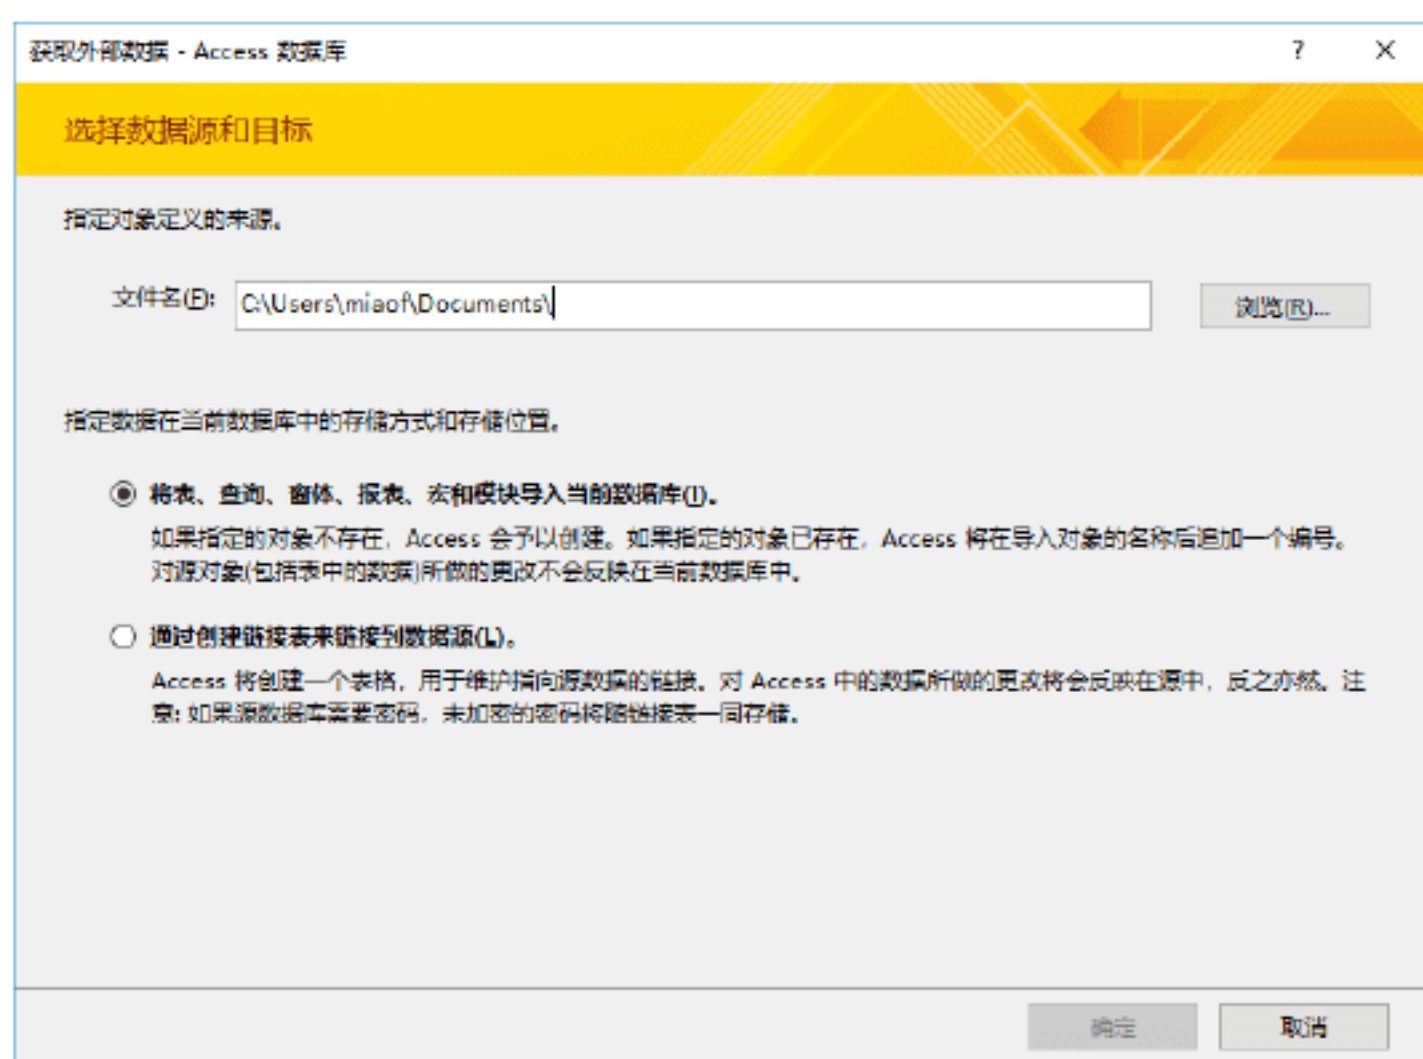 获取外部数据 - Access 数据库
? ×
选择数据源和目标
指定对象定义的来源。
文件名(F): C:\Users\miaof\Documents\ 浏览(R)...
指定数据在当前数据库中的存储方式和存储位置。
将表、查询、窗体、报表、宏和模块导入当前数据库(I)。
如果指定的对象不存在，Access 会予以创建。如果指定的对象已存在，Access 将在导入对象的名称后追加一个编号。
对源对象(包括表中的数据)所做的更改不会反映在当前数据库中。
通过创建链接表来链接到数据源(L)。
Access 将创建一个表格，用于维护指向源数据的链接。对 Access 中的数据所做的更改将会反映在源中，反之亦然。注
意: 如果源数据库需要密码，未加密的密码将随链接表一同存储。
确定 取消